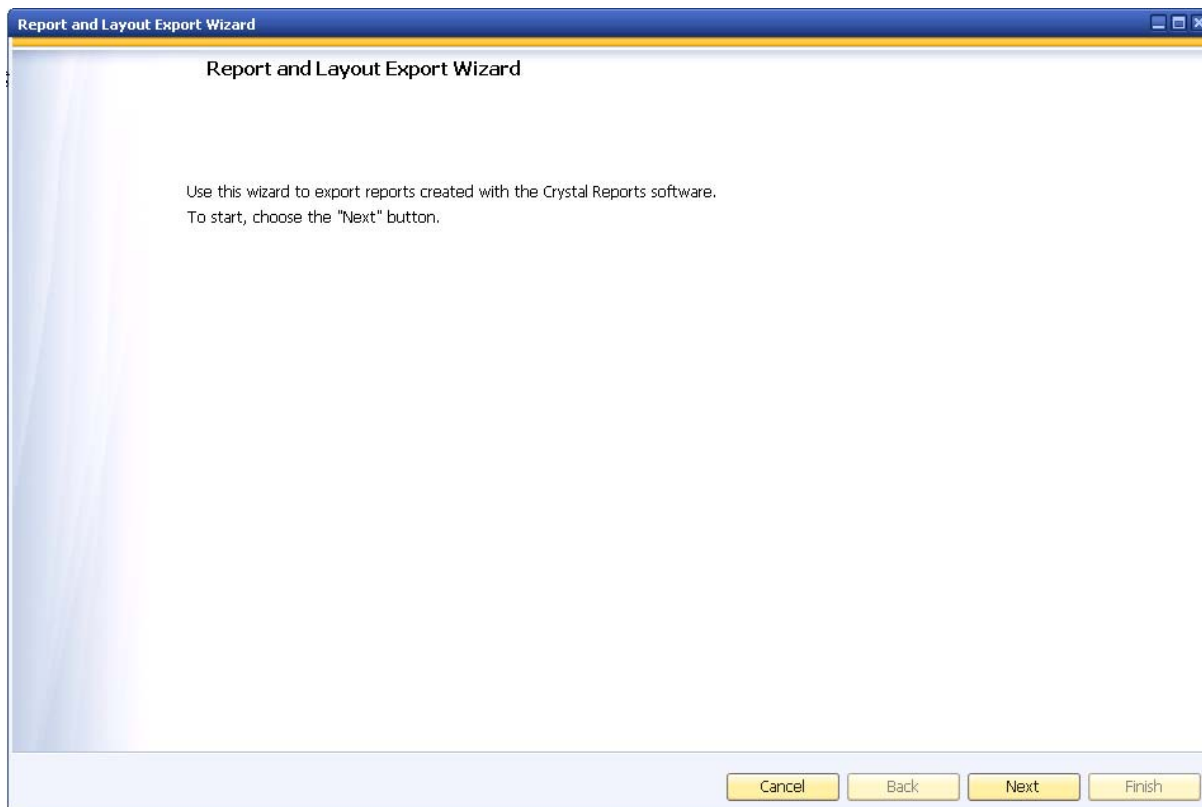 Report and Layout Export Wizard
Report and Layout Export Wizard
Use this wizard to export reports created with the Crystal Reports software.
To start, choose the "Next" button.
Cancel
Back
Next
Finish